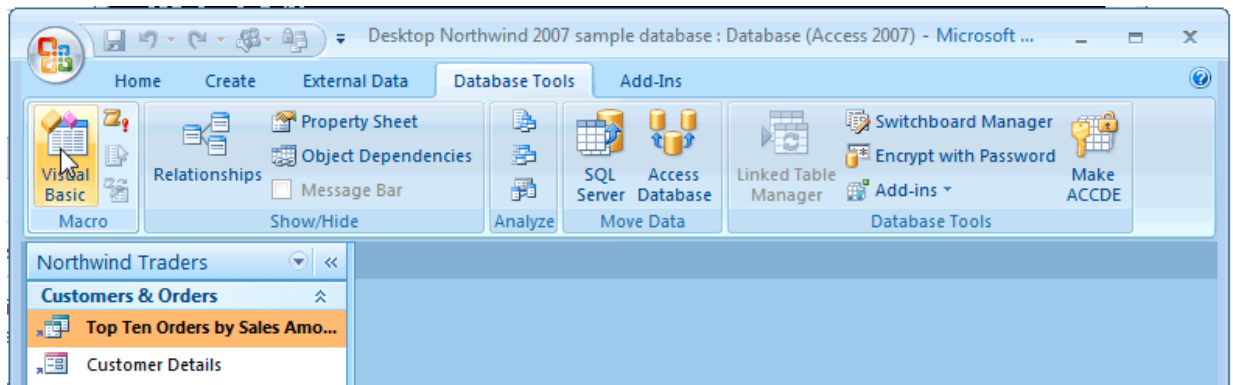 Desktop Northwind 2007 sample database : Database (Access 2007) - Microsoft ...
Home Create External Data Database Tools Add-Ins
Visual Basic
Macro
Relationships
Property Sheet
Object Dependencies
Message Bar
Show/Hide
Analyze
SQL Server
Access Database
Move Data
Linked Table Manager
Switchboard Manager
Encrypt with Password
Add-ins
Make ACCDE
Database Tools
Northwind Traders
Customers & Orders
Top Ten Orders by Sales Amo...
Customer Details